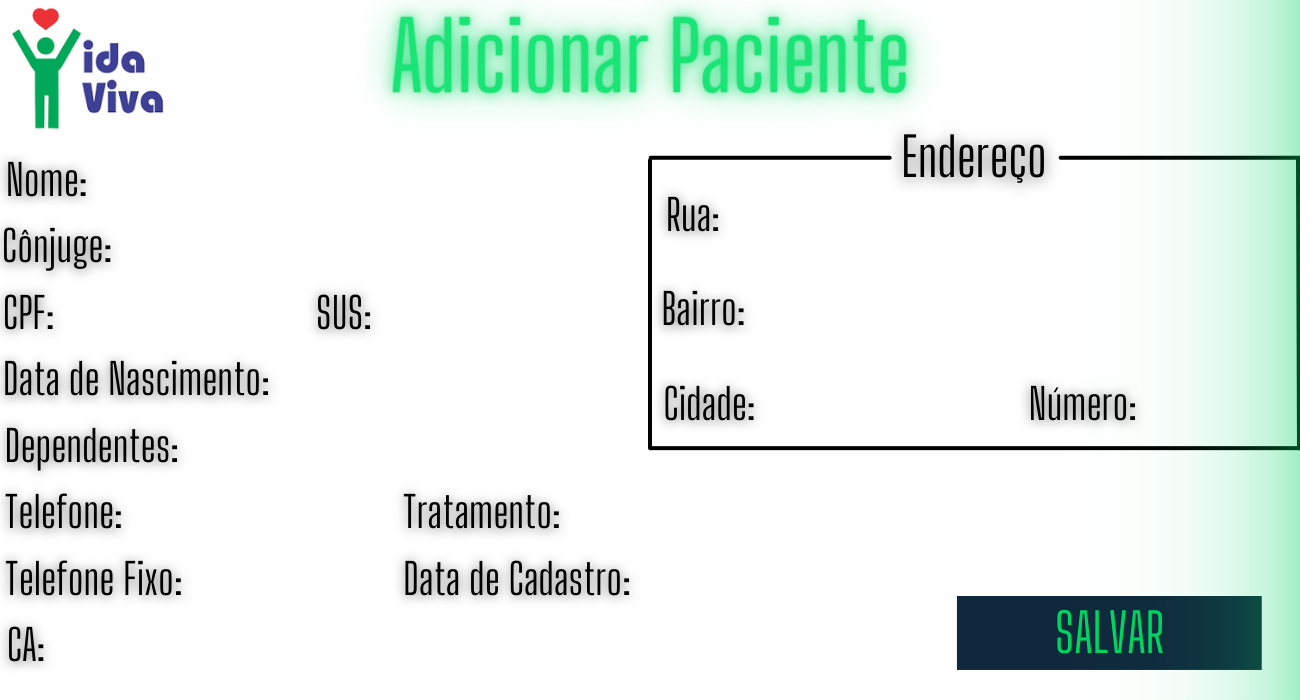 Vida
Viva
Adicionar Paciente
Nome:
Cônjuge:
CPF:
SUS:
Data de Nascimento:
Dependentes:
Telefone:
Tratamento:
Telefone Fixo:
Data de Cadastro:
CA:
Endereço
Rua:
Bairro:
Cidade:
Número:
SALVAR